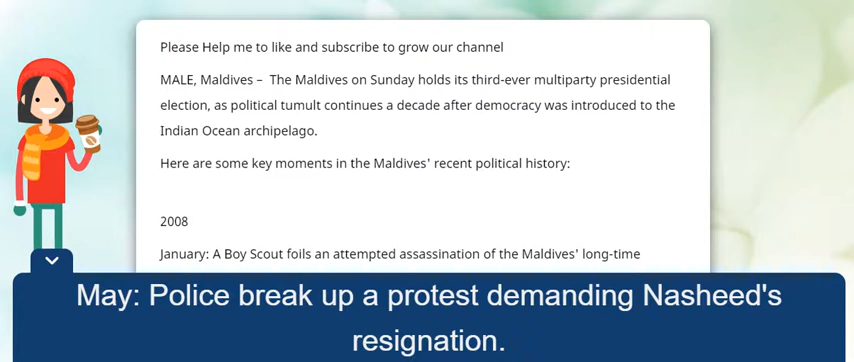 Please Help me to like and subscribe to grow our channel
MALE, Maldives – The Maldives on Sunday holds its third-ever multiparty presidential
election, as political tumult continues a decade after democracy was introduced to the
Indian Ocean archipelago.
Here are some key moments in the Maldives' recent political history:
2008
January: A Boy Scout foils an attempted assassination of the Maldives' long-time
May: Police break up a protest demanding Nasheed's
resignation.